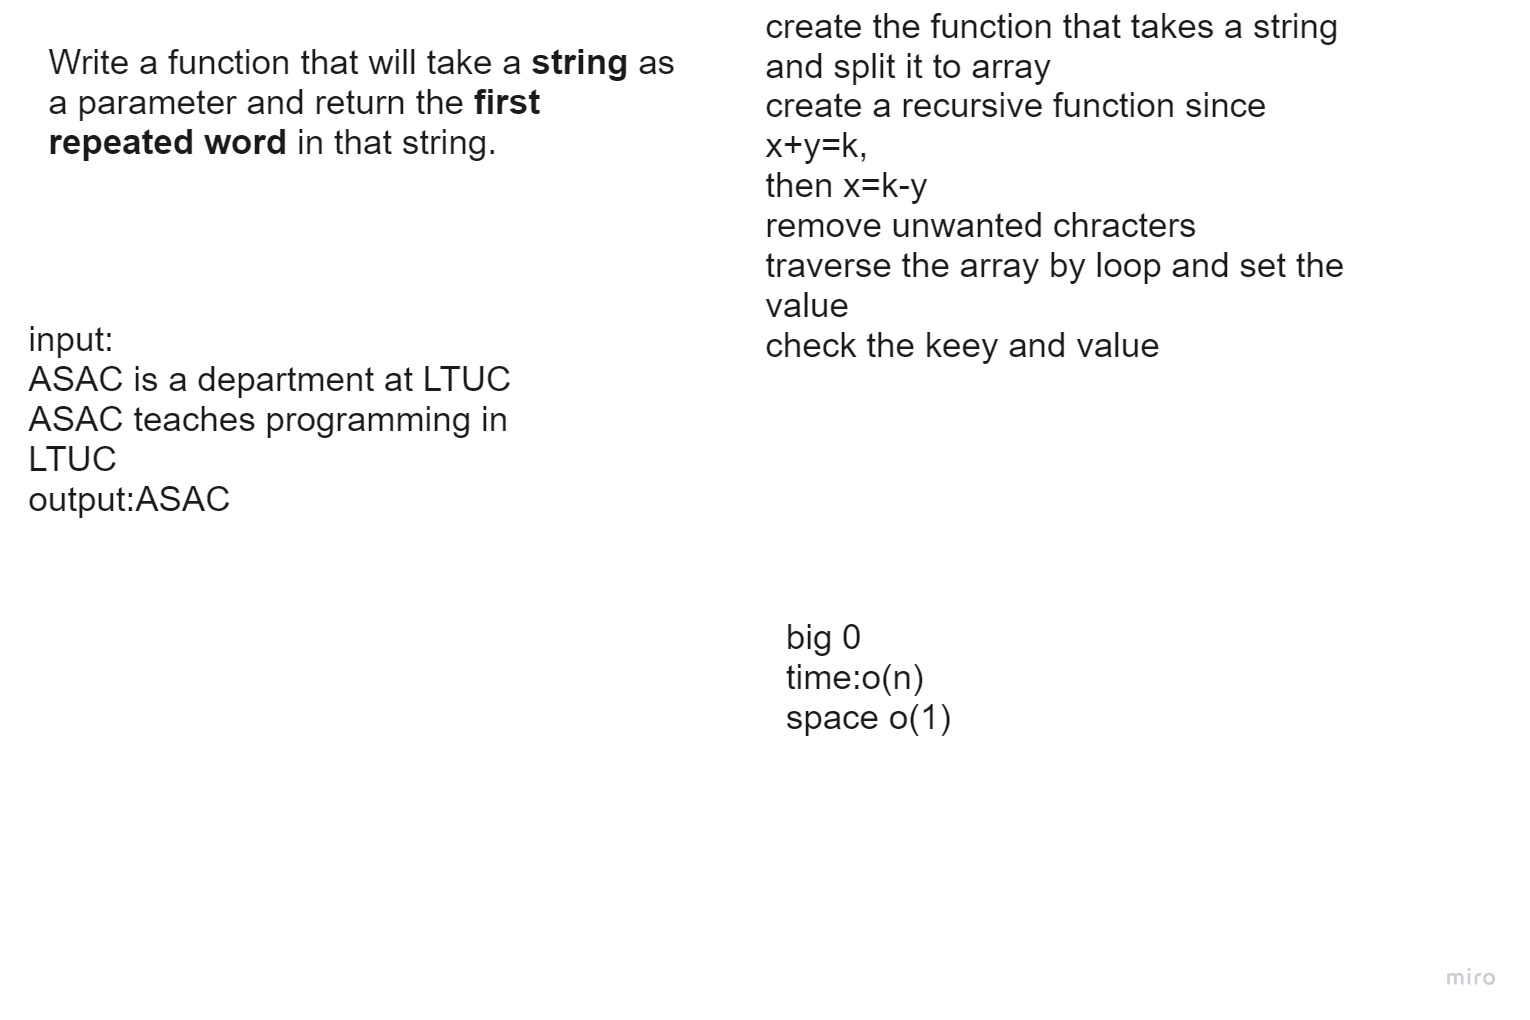 Write a function that will take a string as
a parameter and return the first
repeated word in that string.
input:
ASAC is a department at LTUC
ASAC teaches programming in
LTUC
output:ASAC
create the function that takes a string
and split it to array
create a recursive function since
x+y=k,
then x=k-y
remove unwanted chracters
traverse the array by loop and set the
value
check the keey and value
big 0
time:o(n)
space o(1)
miro